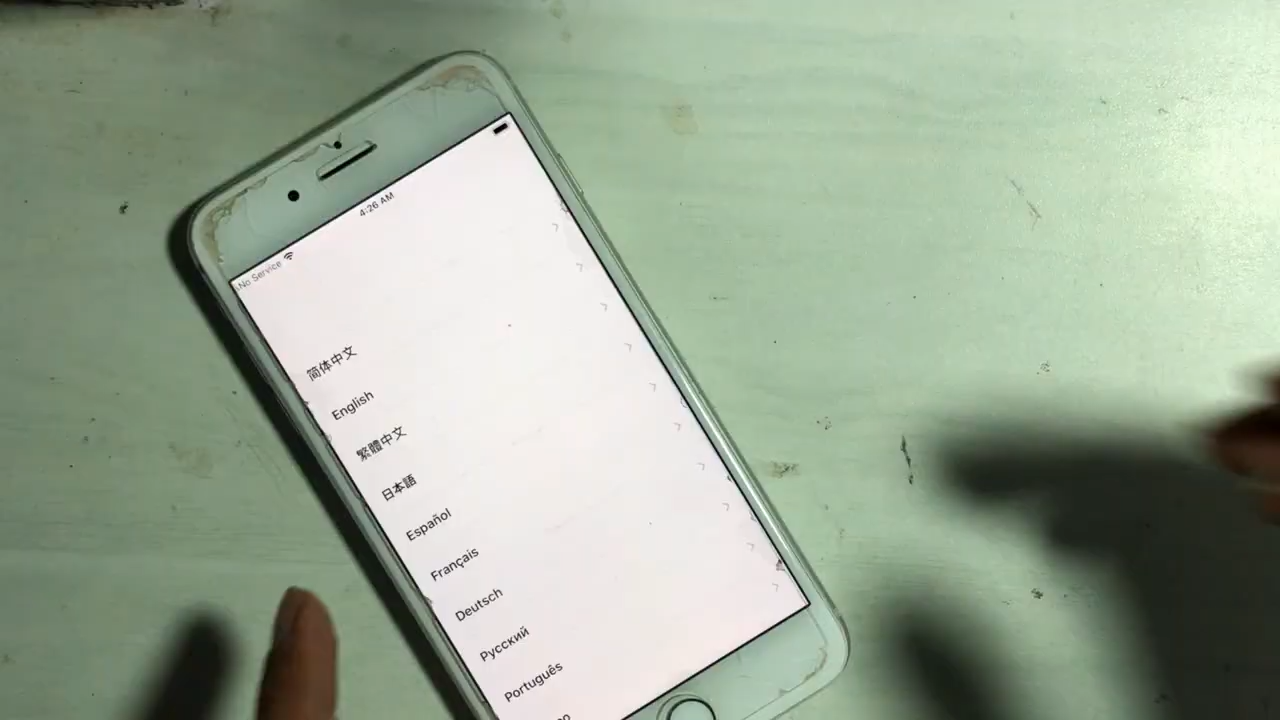 No Service
4:26 AM
简体中文
English
繁體中文
日本語
Español
Français
Deutsch
Русский
Português